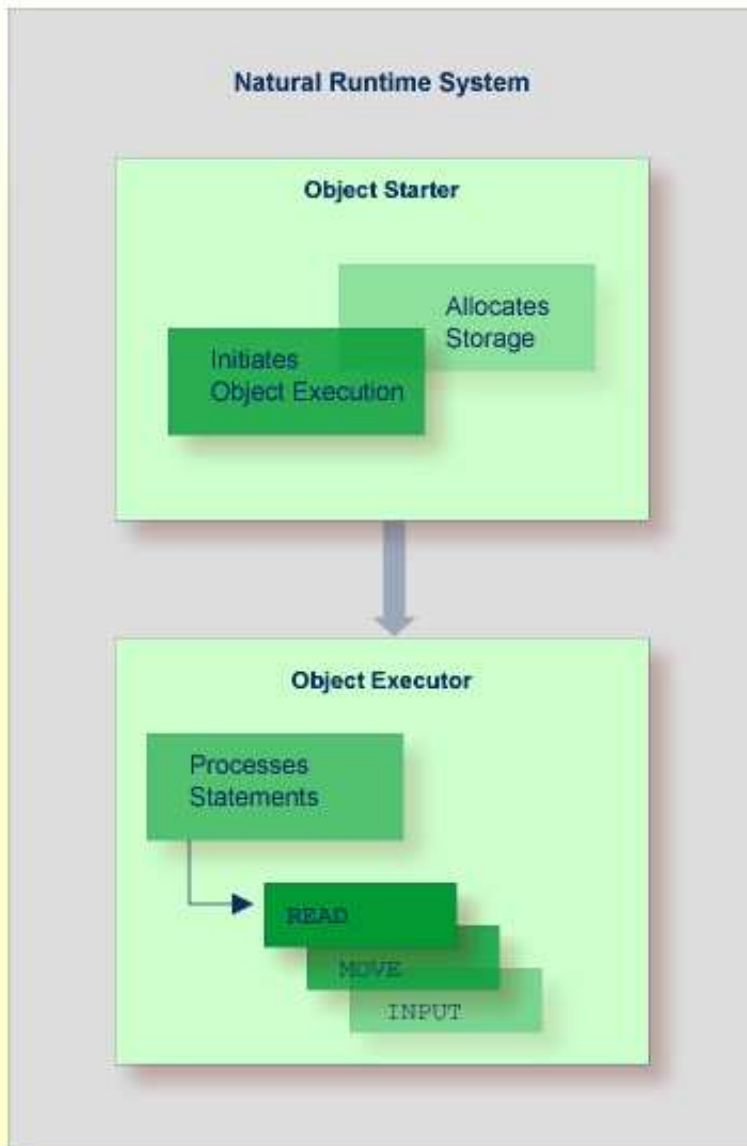 Natural Runtime System
Object Starter
Allocates
Storage
Initiates
Object Execution
Object Executor
Processes
Statements
READ
MOVE
INPUT